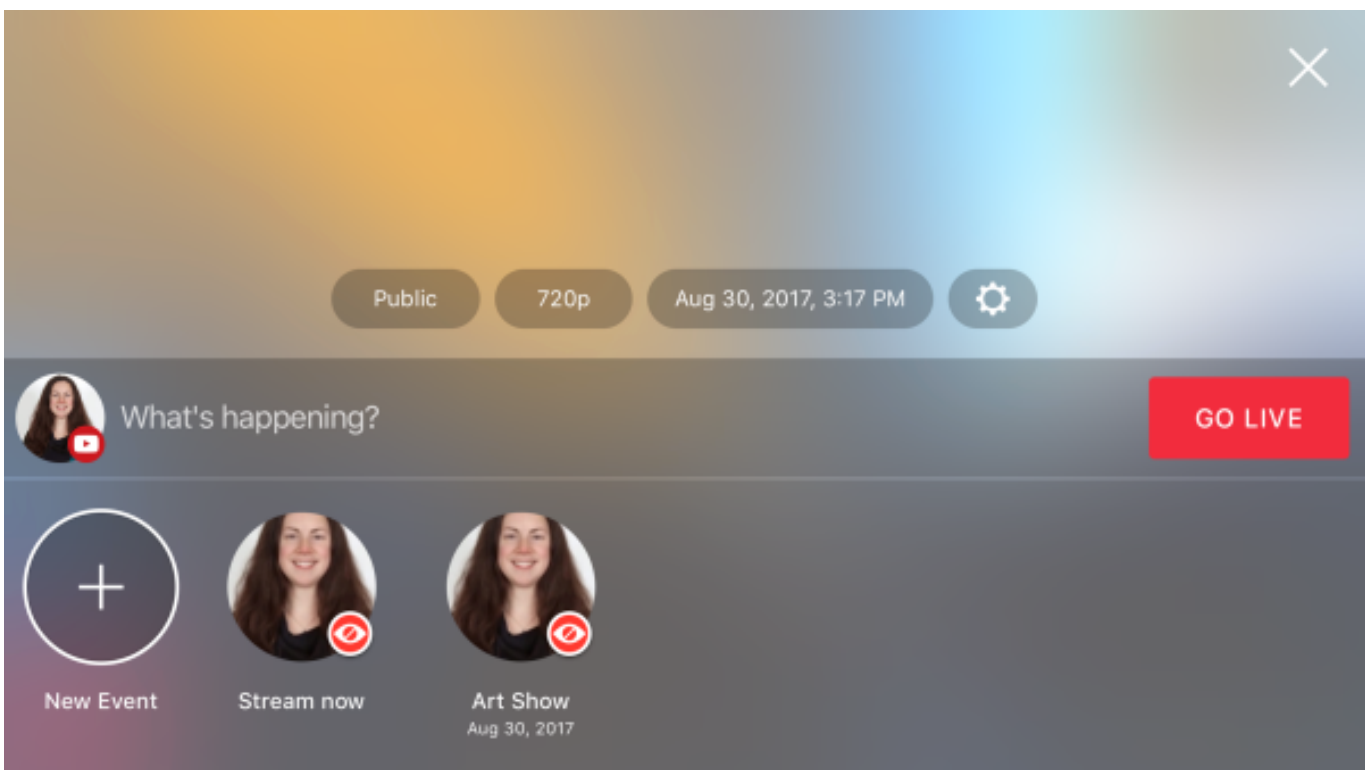 Public 720p Aug 30, 2017, 3:17 PM
What's happening? GO LIVE
New Event Stream now Art Show
Aug 30, 2017